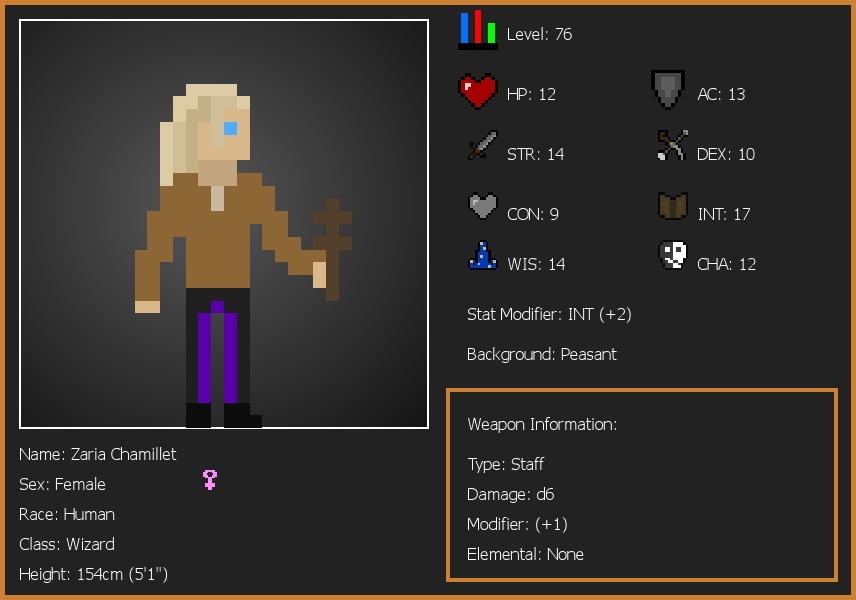 Level: 76
HP: 12
AC: 13
STR: 14
DEX: 10
CON: 9
INT: 17
WIS: 14
CHA: 12
Stat Modifier: INT (+2)
Background: Peasant
Weapon Information:
Type: Staff
Damage: d6
Modifier: (+1)
Elemental: None
Name: Zaria Chamillet
Sex: Female
Race: Human
Class: Wizard
Height: 154cm (5'1")